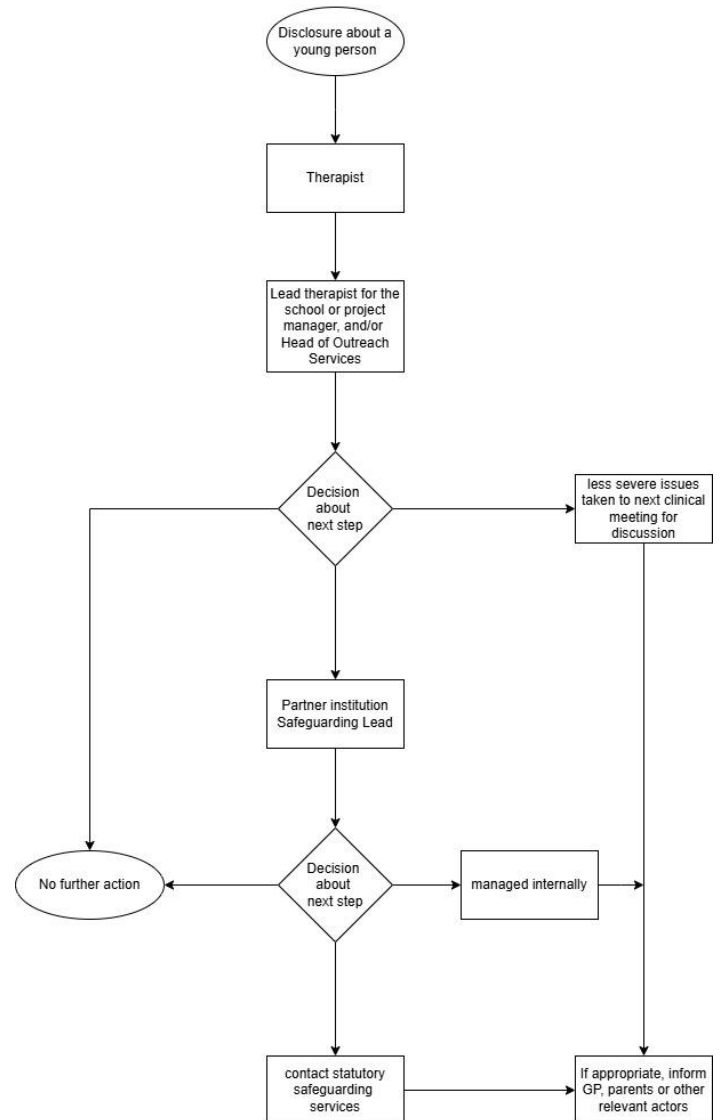 Disclosure about a
young person
Therapist
Lead therapist for the
school or project
manager, and/or
Head of Outreach
Services
Decision
about
next step
less severe issues
taken to next clinical
meeting for
discussion
Partner institution
Safeguarding Lead
No further action
Decision
about
next step
managed internally
contact statutory
safeguarding
services
If appropriate, inform
GP, parents or other
relevant actors